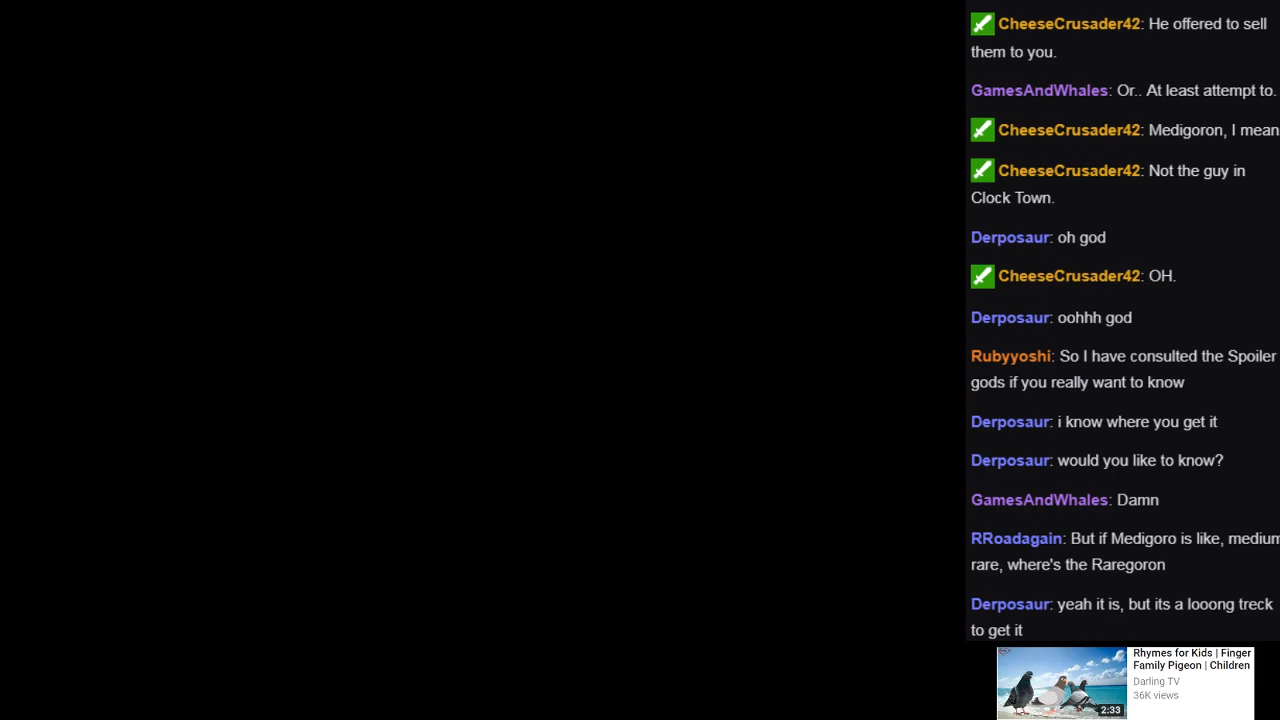 CheeseCrusader42: He offered to sell
them to you.
GamesAndWhales: Or.. At least attempt to.
CheeseCrusader42: Medigoron, I mean
CheeseCrusader42: Not the guy in
Clock Town.
Derposaur: oh god
CheeseCrusader42: OH.
Derposaur: oohhh god
Rubyyoshi: So I have consulted the Spoiler
gods if you really want to know
Derposaur: i know where you get it
Derposaur: would you like to know?
GamesAndWhales: Damn
RRoadagain: But if Medigoro is like, medium
rare, where's the Raregoron
Derposaur: yeah it is, but its a looong treck
to get it
Rhymes for Kids | Finger
Family Pigeon | Children
Darling TV
36K views
2:33